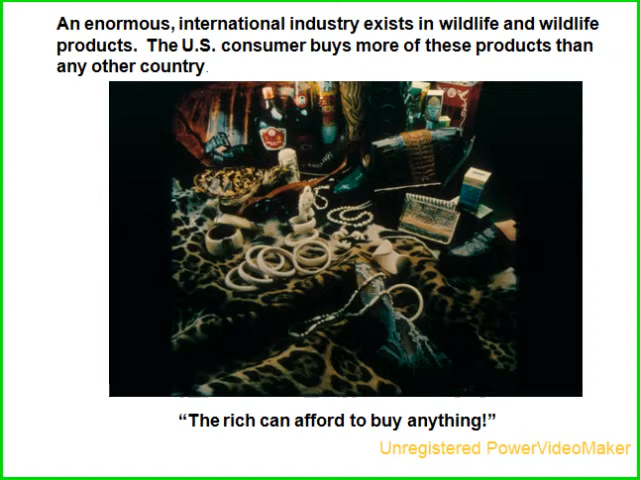 An enormous, international industry exists in wildlife and wildlife
products.  The U.S. consumer buys more of these products than
any other country.
“The rich can afford to buy anything!”
Unregistered PowerVideoMaker